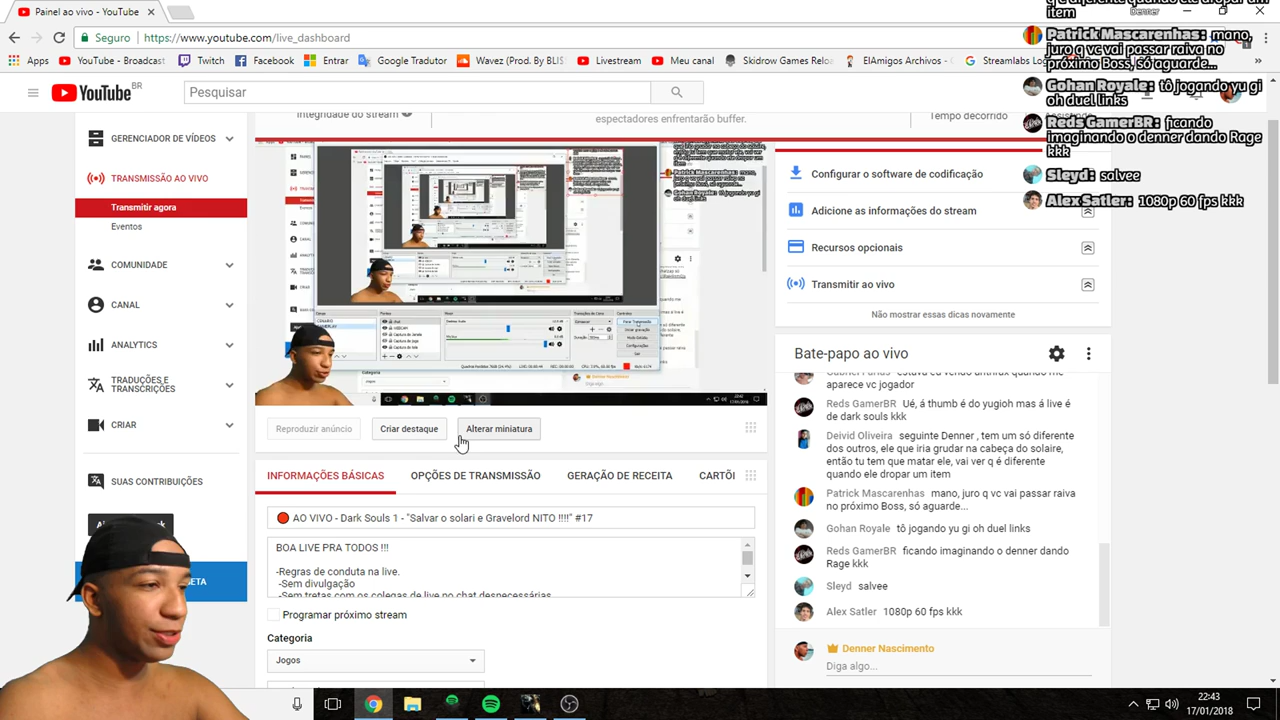 Painel ao vivo - YouTube
Denner
Seguro
https://www.youtube.com/live_dashboard
Apps
YouTube - Broadcast
Twitch
Facebook
Entret
Google Tradutor
Wavez (Prod. By BLIS
Livestream
Meu canal
Skidrow Games Reloa
ElAmigos Archivos - O
Streamlabs
item
Patrick Mascarenhas: mano,
juro q vc vai passar raiva no
próximo Boss, só aguarde...
Gohan Royale: tô jogando yu gi
oh duel links
Reds GamerBR: ficando
imaginando o denner dando Rage
kkk
Sleyd: salvee
Alex Satler: 1080p 60 fps kkk
YouTube BR
Pesquisar
GERENCIADOR DE VÍDEOS
TRANSMISSÃO AO VIVO
Transmitir agora
Eventos
COMUNIDADE
CANAL
ANALYTICS
TRADUÇÕES E
TRANSCRIÇÕES
CRIAR
SUAS CONTRIBUIÇÕES
Integridade do stream
espectadores enfrentarão buffer.
Tempo decorrido
Reproduzir anúncio
Criar destaque
Alterar miniatura
INFORMAÇÕES BÁSICAS
OPÇÕES DE TRANSMISSÃO
GERAÇÃO DE RECEITA
CARTÕI
AO VIVO - Dark Souls 1 - "Salvar o solari e Gravelord NITO !!!!" #17
BOA LIVE PRA TODOS !!!
-Regras de conduta na live.
-Sem divulgação
-Sem tretas com os colegas de live no chat desnecessárias
Programar próximo stream
Categoria
Jogos
Configurar o software de codificação
Adicione as informações do stream
Recursos opcionais
Transmitir ao vivo
Não mostrar essas dicas novamente
Bate-papo ao vivo
aparece vc jogador
Reds GamerBR Ué, á thumb é do yugioh mas á live é
de dark souls kkk
Deivid Oliveira seguinte Denner , tem um só diferente
dos outros, ele que iria grudar na cabeça do solaire,
então tu tem que matar ele, vai ver q é diferente
quando ele dropar um item
Patrick Mascarenhas mano, juro q vc vai passar raiva
no próximo Boss, só aguarde...
Gohan Royale tô jogando yu gi oh duel links
Reds GamerBR ficando imaginando o denner dando
Rage kkk
Sleyd salvee
Alex Satler 1080p 60 fps kkk
Denner Nascimento
Diga algo...
22:43
17/01/2018